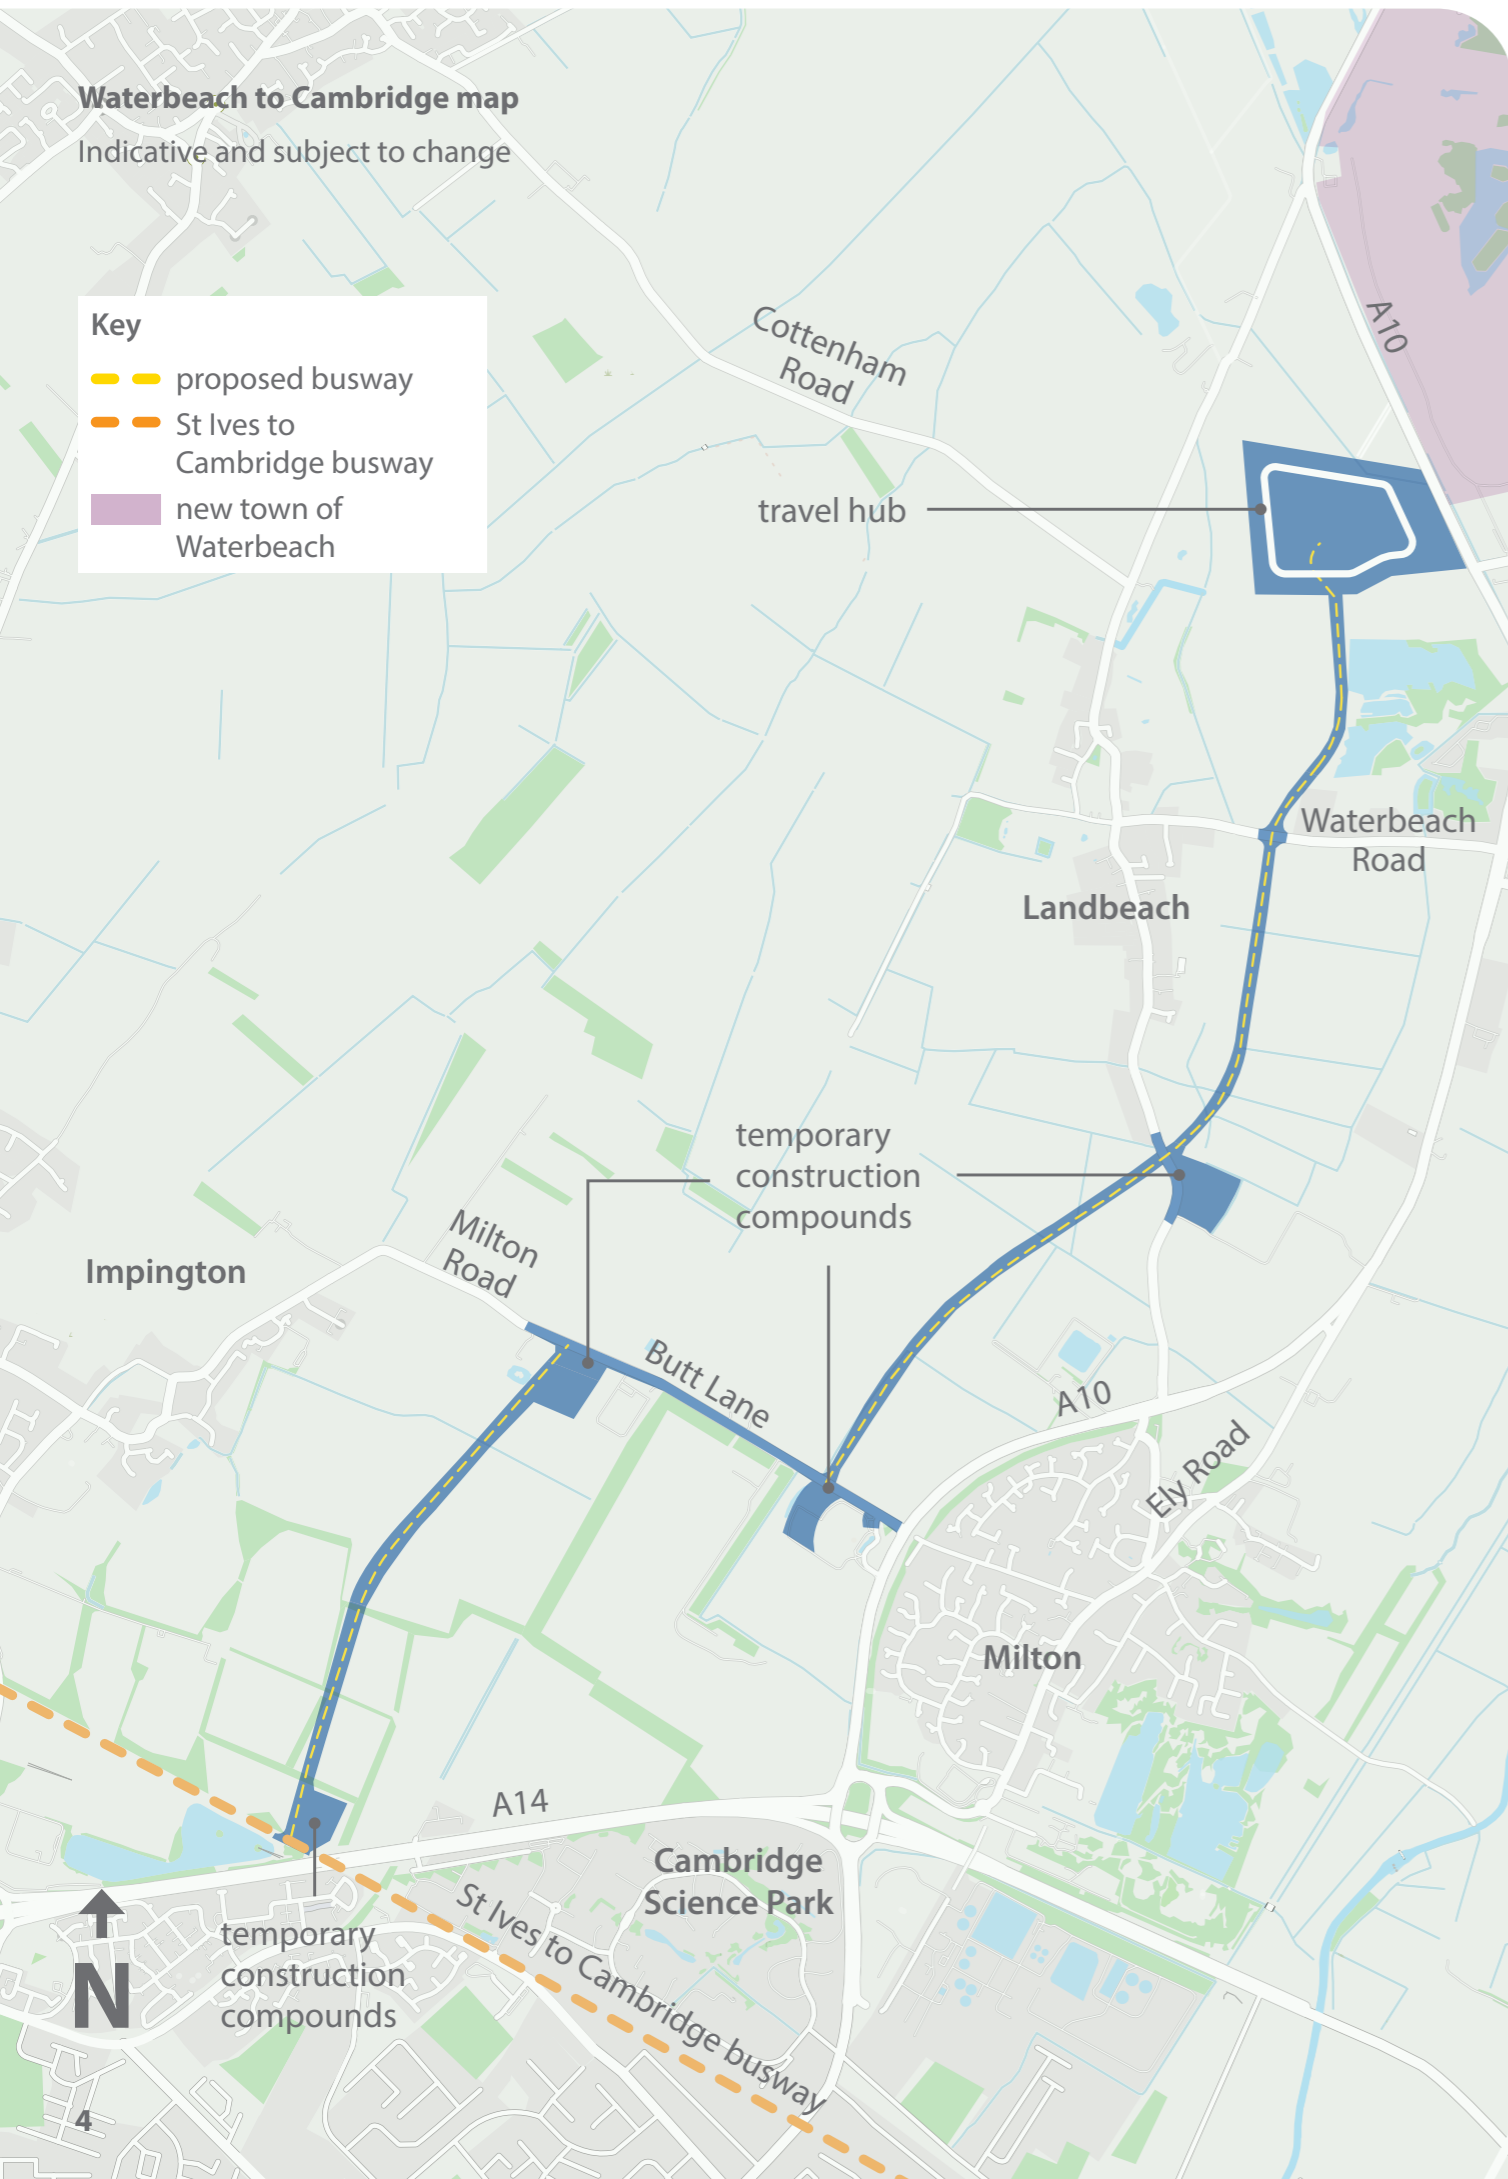 Waterbeach to Cambridge map
Indicative and subject to change
Key
proposed busway
St Ives to
Cambridge busway
new town of
Waterbeach
A10
Cottenham
Road
travel hub
Waterbeach
Road
Landbeach
temporary
construction
compounds
Milton
Road
Impington
Butt Lane
A10
Ely Road
Milton
A14
Cambridge
Science Park
St Ives to Cambridge busway
temporary
construction
compounds
N
4